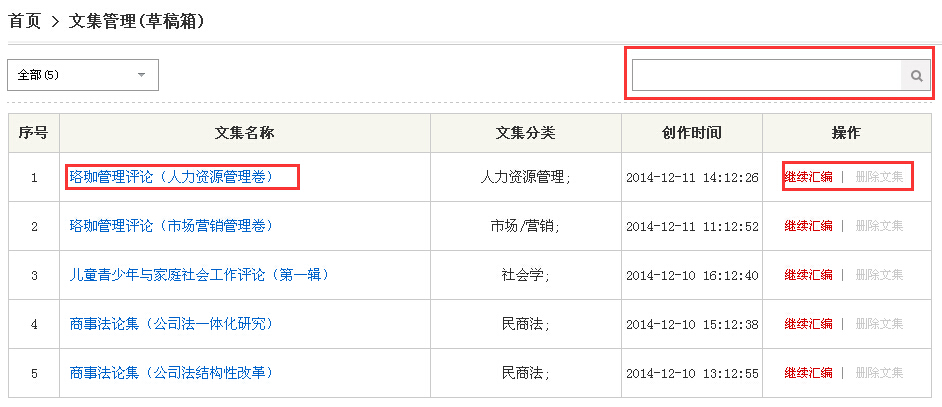 首页 > 文集管理(草稿箱)
全部(5)
序号 文集名称 文集分类 创作时间 操作
1 珞珈管理评论（人力资源管理卷） 人力资源管理; 2014-12-11 14:12:26 继续汇编 | 删除文集
2 珞珈管理评论（市场营销管理卷） 市场/营销; 2014-12-11 11:12:52 继续汇编 | 删除文集
3 儿童青少年与家庭社会工作评论（第一辑） 社会学; 2014-12-10 16:12:40 继续汇编 | 删除文集
4 商事法论集（公司法一体化研究） 民商法; 2014-12-10 15:12:38 继续汇编 | 删除文集
5 商事法论集（公司法结构性改革） 民商法; 2014-12-10 13:12:55 继续汇编 | 删除文集